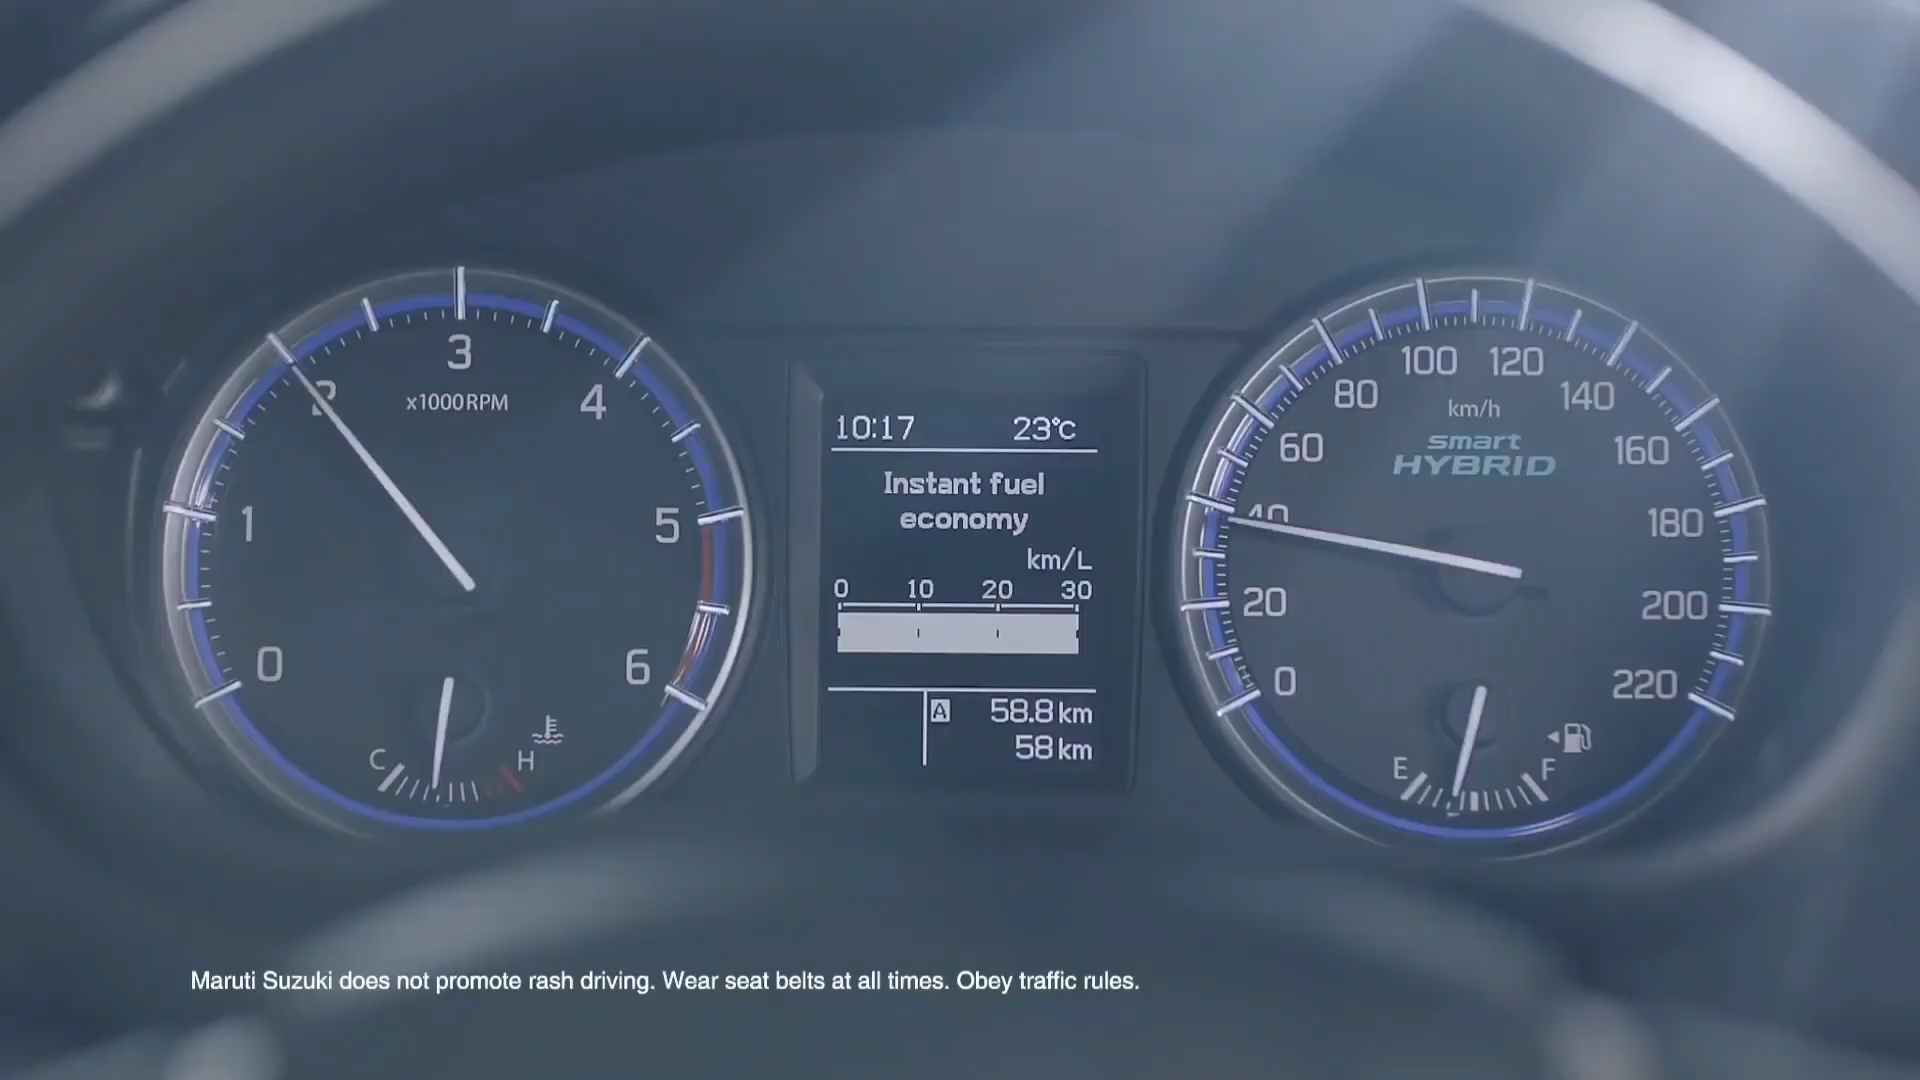 0
1
2
3
4
5
6
x1000RPM
C
H
10:17 23°C
Instant fuel
economy
km/L
0 10 20 30
A 58.8 km
58 km
0
20
40
60
80
100
120
140
160
180
200
220
km/h
smart
HYBRID
E
F
Maruti Suzuki does not promote rash driving. Wear seat belts at all times. Obey traffic rules.